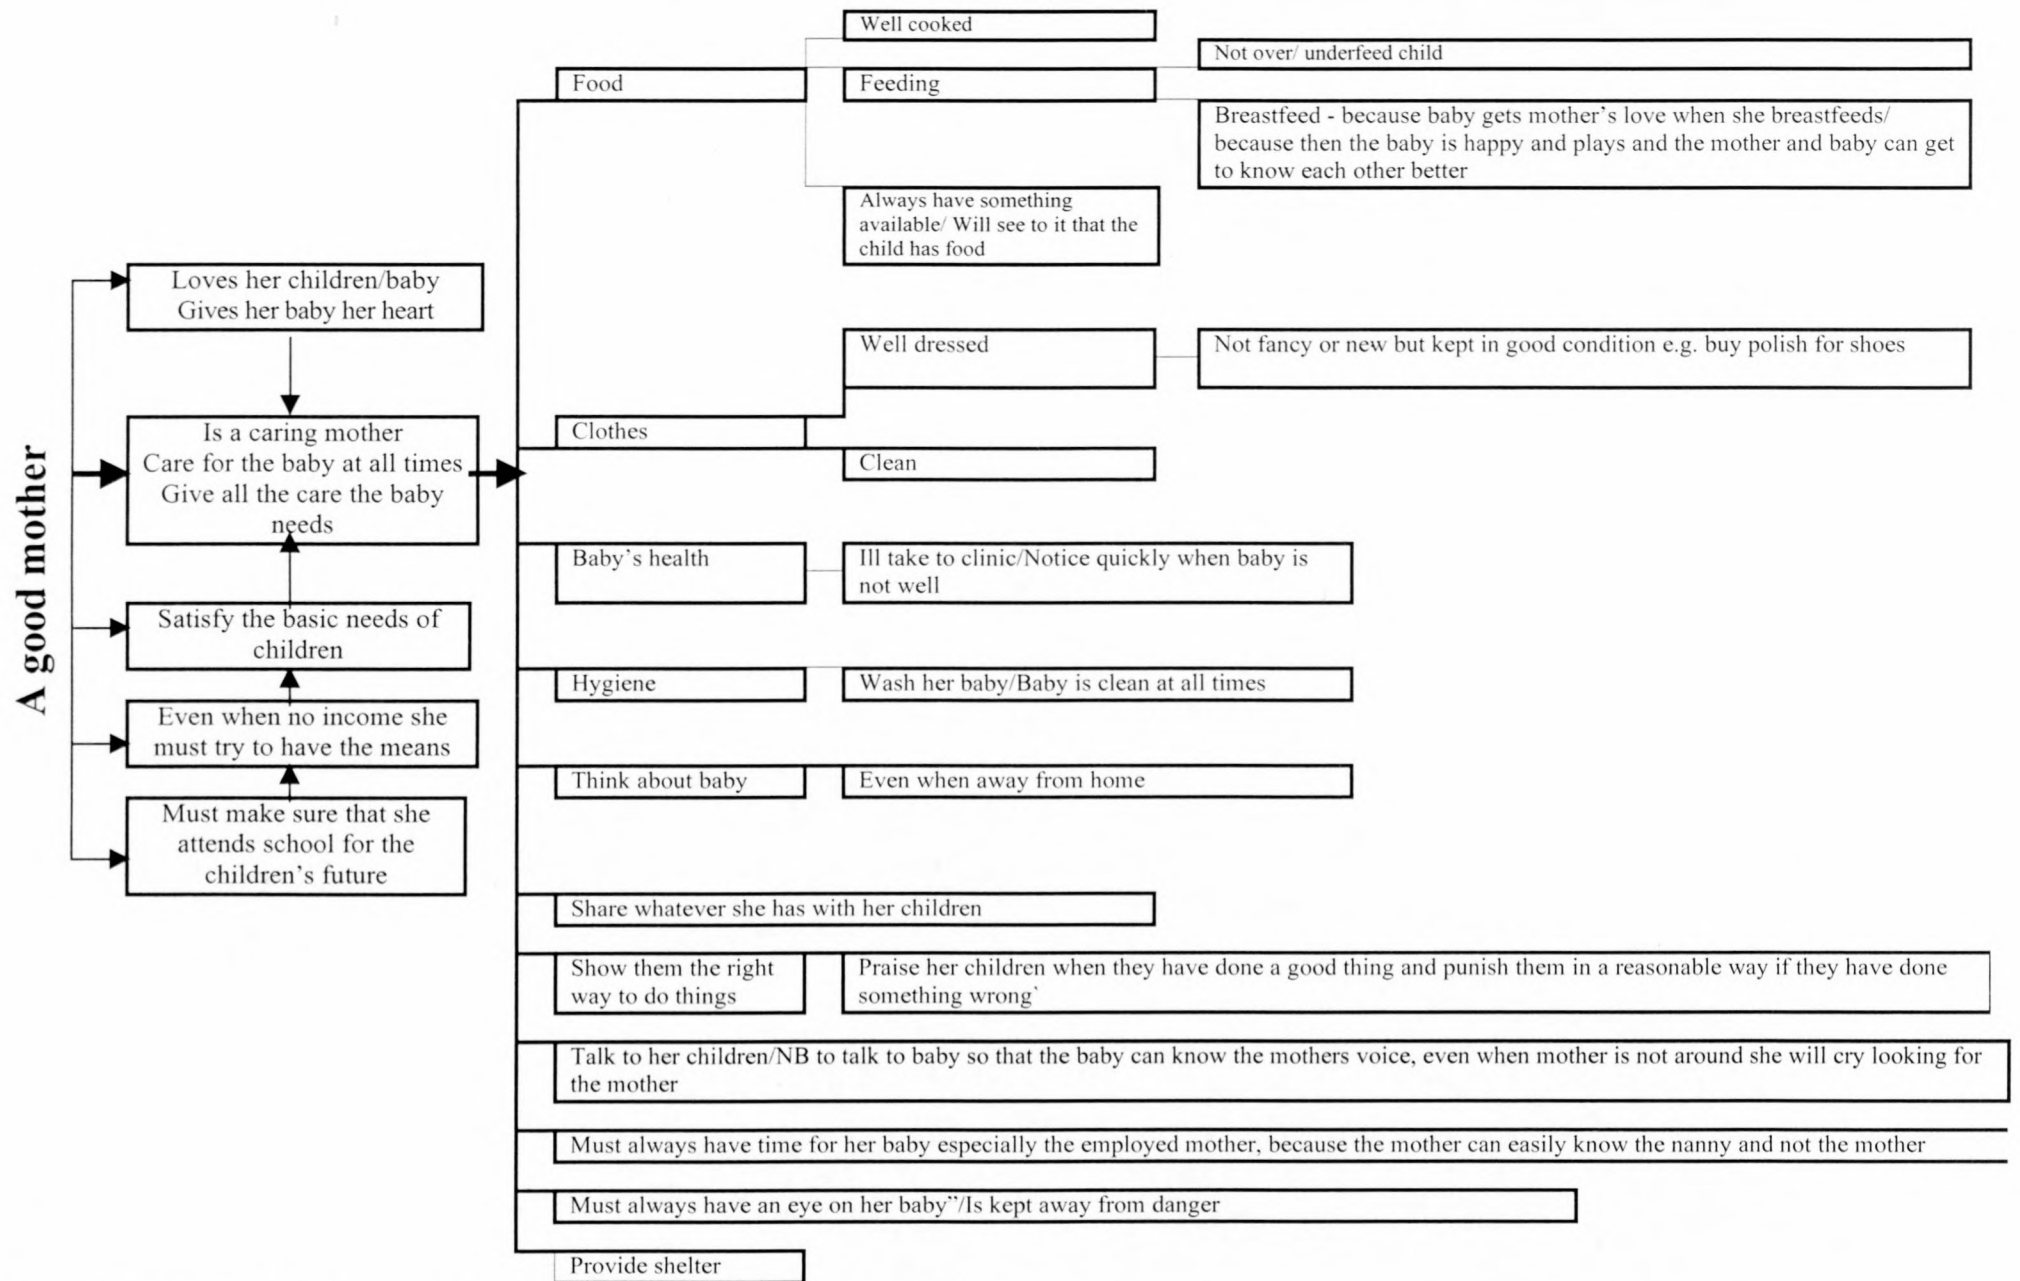 A good mother
Loves her children/baby
Gives her baby her heart
Is a caring mother
Care for the baby at all times
Give all the care the baby
needs
Satisfy the basic needs of
children
Even when no income she
must try to have the means
Must make sure that she
attends school for the
children's future
Food
Well cooked
Feeding
Not over/ underfeed child
Breastfeed - because baby gets mother's love when she breastfeeds/
because then the baby is happy and plays and the mother and baby can get
to know each other better
Always have something
available/ Will see to it that the
child has food
Clothes
Well dressed
Not fancy or new but kept in good condition e.g. buy polish for shoes
Clean
Baby's health
Ill take to clinic/Notice quickly when baby is
not well
Hygiene
Wash her baby/Baby is clean at all times
Think about baby
Even when away from home
Share whatever she has with her children
Show them the right
way to do things
Praise her children when they have done a good thing and punish them in a reasonable way if they have done
something wrong`
Talk to her children/NB to talk to baby so that the baby can know the mothers voice, even when mother is not around she will cry looking for
the mother
Must always have time for her baby especially the employed mother, because the mother can easily know the nanny and not the mother
Must always have an eye on her baby"/Is kept away from danger
Provide shelter